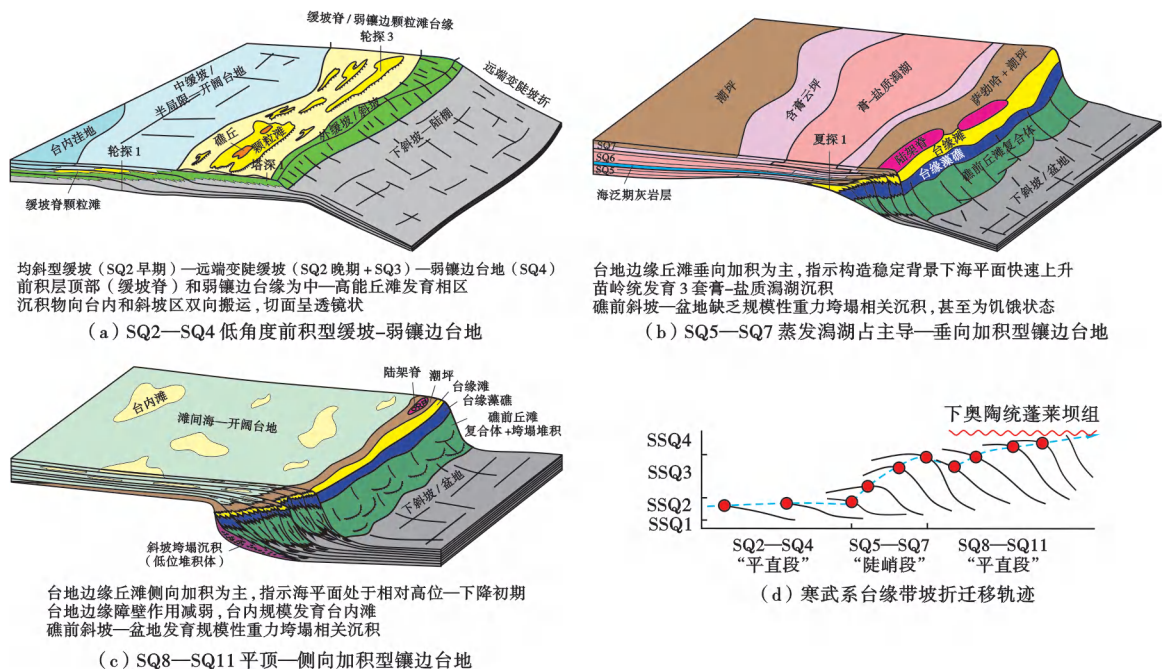 缓坡脊/弱镶边颗粒滩台缘
轮探3
中缓坡/
半局限—开阔台地
远端变陡坡折
台内洼地
轮探1
礁丘
颗粒滩
塔深1
外缓坡/斜坡
下斜坡—陆棚
缓坡脊颗粒滩
均斜型缓坡(SQ2早期)—远端变陡缓坡(SQ2晚期+SQ3)—弱镶边台地(SQ4)
前积层顶部(缓坡脊)和弱镶边台缘为中—高能丘滩发育相区
沉积物向台内和斜坡区双向搬运,切面呈透镜状
(a)SQ2—SQ4低角度前积型缓坡-弱镶边台地
潮坪
含膏云坪
膏-盐质潟湖
萨勃哈+潮坪
夏探1
陆架脊
台缘滩
台缘藻礁
礁前丘滩复合体
下斜坡/盆地
SQ7
SQ6
SQ5
海泛期灰岩层
台地边缘丘滩垂向加积为主,指示构造稳定背景下海平面快速上升
苗岭统发育3套膏-盐质潟湖沉积
礁前斜坡—盆地缺乏规模性重力垮塌相关沉积,甚至为饥饿状态
(b)SQ5—SQ7蒸发潟湖占主导—垂向加积型镶边台地
陆架脊
潮坪
台缘滩
台缘藻礁
礁前丘滩
复合体+垮塌堆积
台内滩
滩间海—开阔台地
下斜坡/盆地
斜坡垮塌沉积
(低位堆积体)
台地边缘丘滩侧向加积为主,指示海平面处于相对高位—下降初期
台地边缘障壁作用减弱,台内规模发育台内滩
礁前斜坡—盆地发育规模性重力垮塌相关沉积
(c)SQ8—SQ11平顶—侧向加积型镶边台地
下奥陶统蓬莱坝组
SSQ4
SSQ3
SSQ2
SSQ1
SQ2—SQ4
“平直段”
SQ5—SQ7
“陡峭段”
SQ8—SQ11
“平直段”
(d)寒武系台缘带坡折迁移轨迹